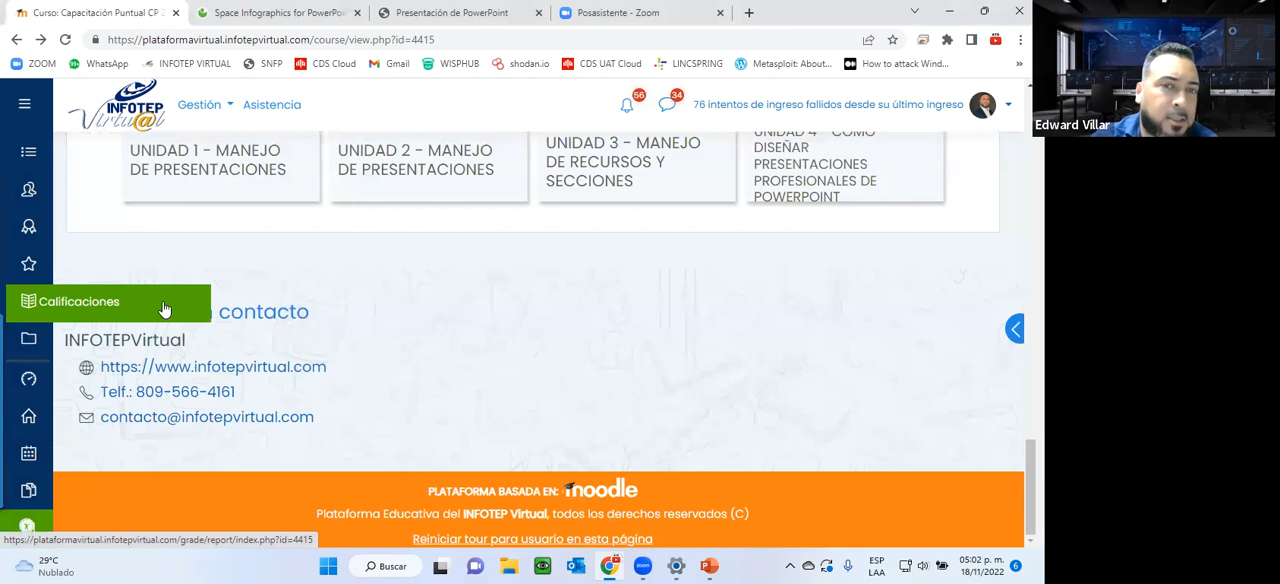 Curso: Capacitación Puntual CP 2
Space Infographics for PowerPoi
Presentación de PowerPoint
Posasistente - Zoom
https://plataformavirtual.infotepvirtual.com/course/view.php?id=4415
ZOOM
WhatsApp
INFOTEP VIRTUAL
SNFP
CDS Cloud
Gmail
WISPHUB
shodan.io
CDS UAT Cloud
LINCSPRING
Metasploit: About...
How to attack Wind...
Edward Villar
INFOTEP
Virtu@l
Gestión
Asistencia
56
34
76 intentos de ingreso fallidos desde su último ingreso
UNIDAD 1 - MANEJO
DE PRESENTACIONES
UNIDAD 2 - MANEJO
DE PRESENTACIONES
UNIDAD 3 - MANEJO
DE RECURSOS Y
SECCIONES
UNIDAD 4 - COMO
DISEÑAR
PRESENTACIONES
PROFESIONALES DE
POWERPOINT
Calificaciones
contacto
INFOTEPVirtual
https://www.infotepvirtual.com
Telf.: 809-566-4161
contacto@infotepvirtual.com
PLATAFORMA BASADA EN: moodle
Plataforma Educativa del INFOTEP Virtual, todos los derechos reservados (C)
Reiniciar tour para usuario en esta página
https://plataformavirtual.infotepvirtual.com/grade/report/index.php?id=4415
29°C
Nublado
Buscar
zoom
ESP
LAA
05:02 p. m.
18/11/2022
6